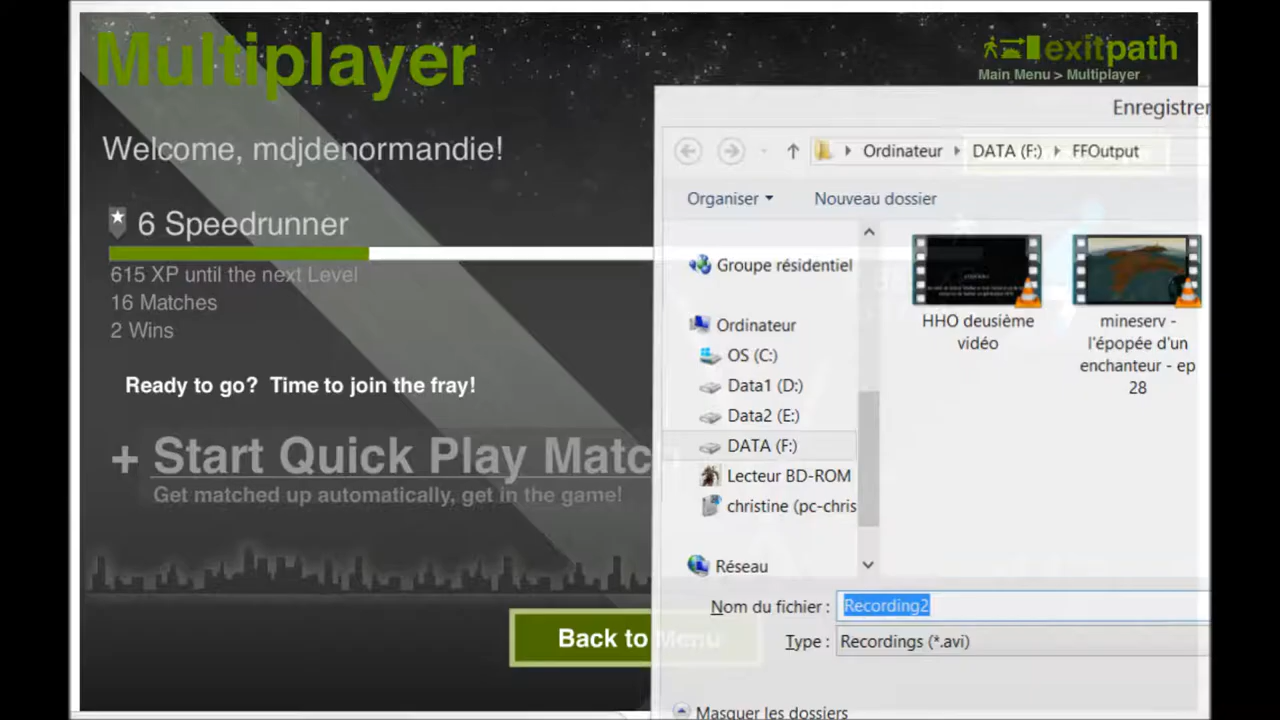 Multiplayer
exitpath
Main Menu > Multiplayer
Welcome, mdjdenormandie!
6 Speedrunner
615 XP until the next Level
16 Matches
2 Wins
Ready to go? Time to join the fray!
+ Start Quick Play Match
Get matched up automatically, get in the game!
Back to Menu
Enregistrer
Ordinateur
DATA (F:)
FFOutput
Organiser
Nouveau dossier
Groupe résidentiel
Ordinateur
OS (C:)
Data1 (D:)
Data2 (E:)
DATA (F:)
Lecteur BD-ROM
christine (pc-chris
Réseau
HHO deusième
vidéo
mineserv -
l'épopée d'un
enchanteur - ep
28
Nom du fichier : Recording2
Type : Recordings (*.avi)
Masquer les dossiers